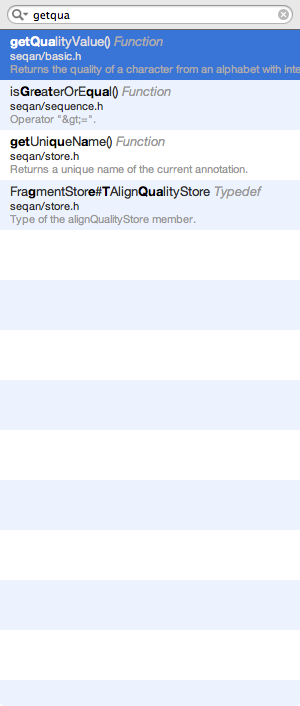 getqua
getQualityValue() Function
seqan/basic.h
Returns the quality of a character from an alphabet with inte
isGreaterOrEqual() Function
seqan/sequence.h
Operator "&gt;=".
getUniqueName() Function
seqan/store.h
Returns a unique name of the current annotation.
FragmentStore#TAlignQualityStore Typedef
seqan/store.h
Type of the alignQualityStore member.